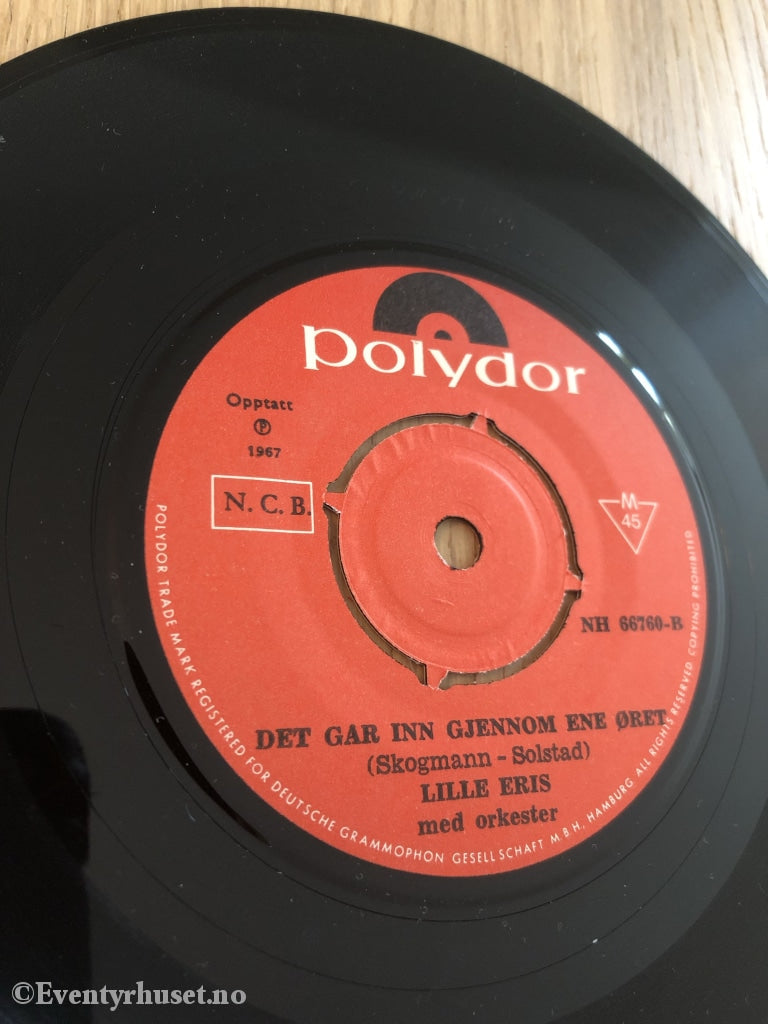 polydor
Opptatt
℗
1967
N. C. B.
M
45
NH 66760-B
DET GAR INN GJENNOM ENE ØRET
(Skogmann - Solstad)
LILLE ERIS
med orkester
POLYDOR TRADE MARK REGISTERED FOR DEUTSCHE GRAMMOPHON GESELLSCHAFT M B H, HAMBURG ALL RIGHTS RESERVED COPYING PROHIBITED
©Eventyrhuset.no